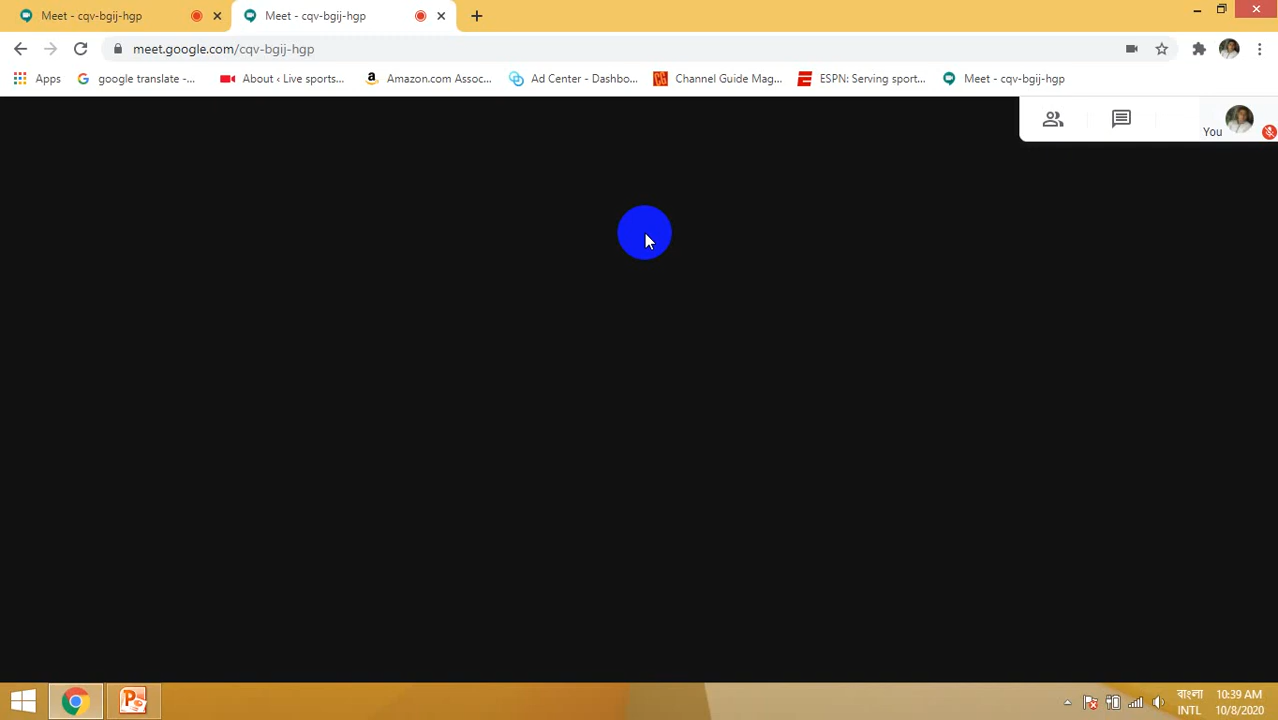 Meet - cqv-bgij-hgp
Meet - cqv-bgij-hgp
meet.google.com/cqv-bgij-hgp
Apps
google translate -...
About ‹ Live sports...
Amazon.com Assoc...
Ad Center - Dashbo...
CG
Channel Guide Mag...
ESPN: Serving sport...
Meet - cqv-bgij-hgp
You
বাংলা
INTL
10:39 AM
10/8/2020